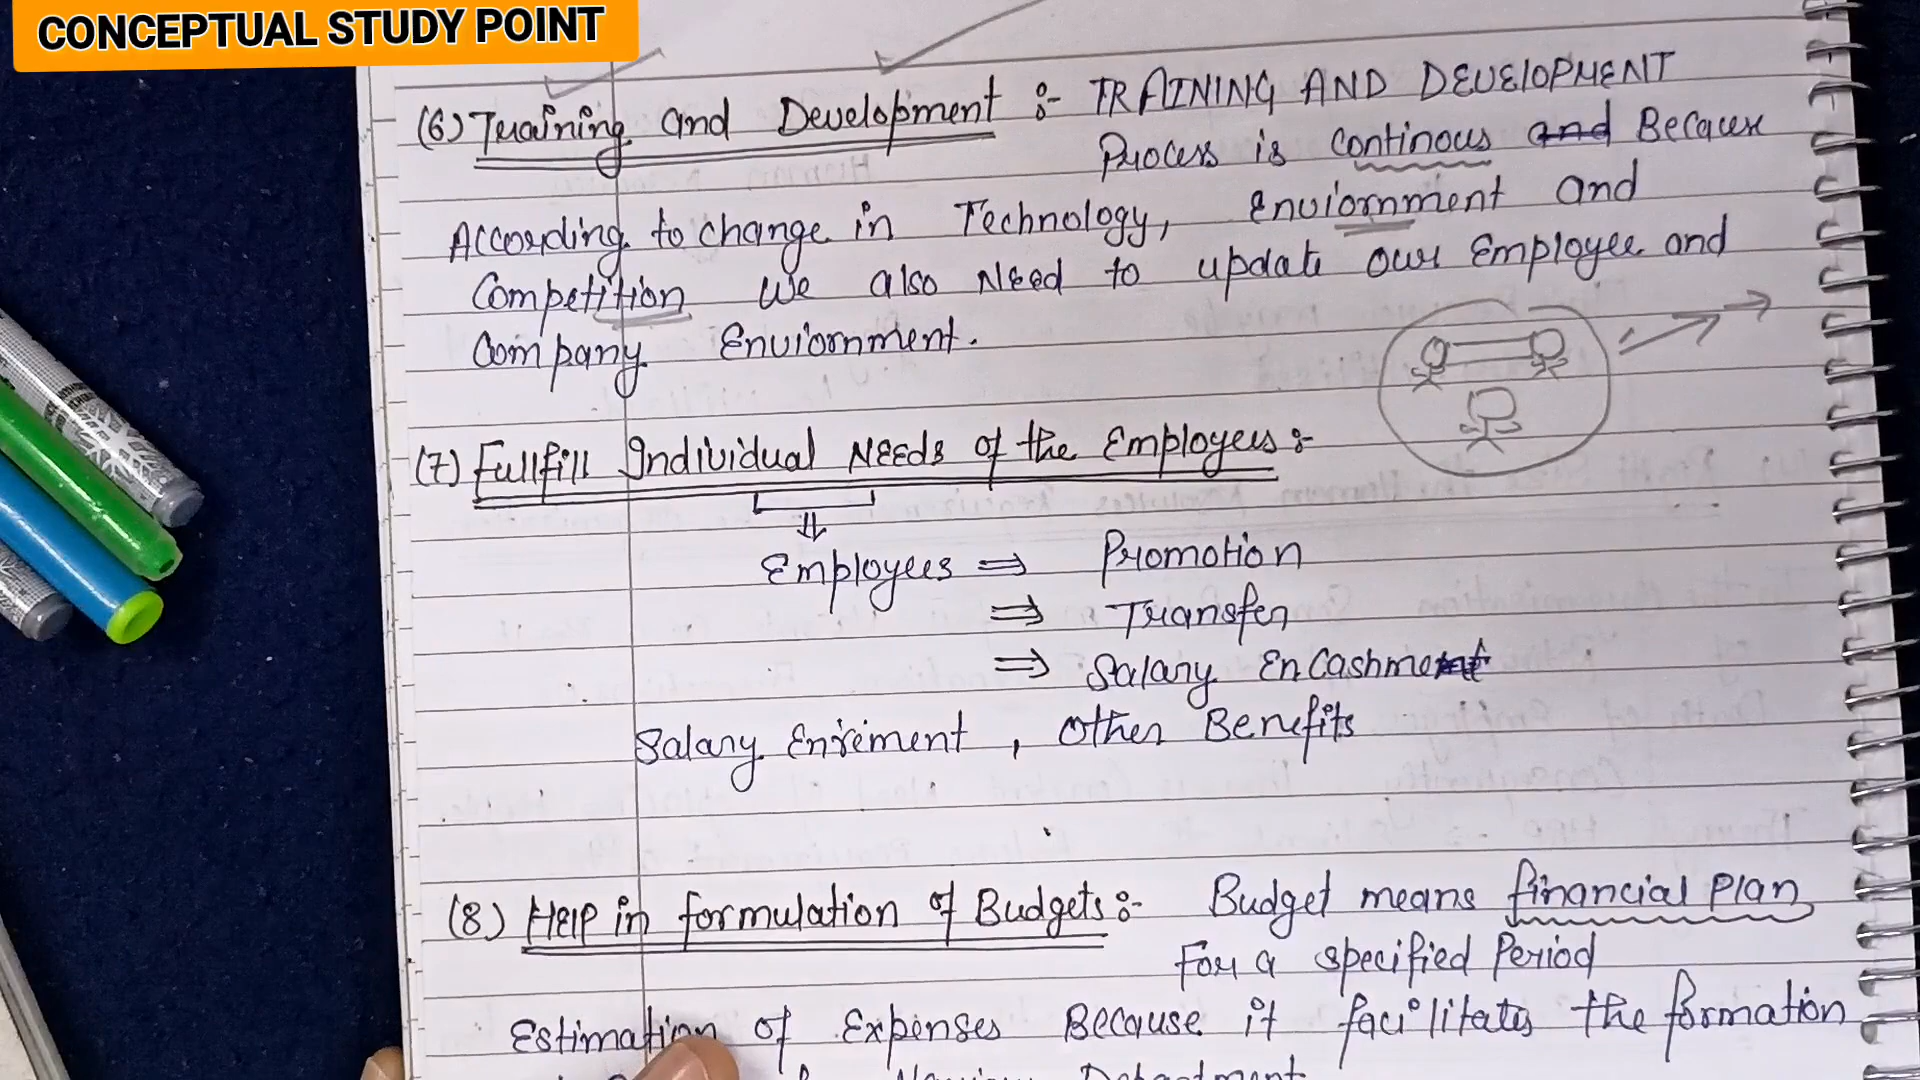 CONCEPTUAL STUDY POINT
(6) Training and Development :- TRAINING AND DEVElOPMENT
Process is continous and Because
According to change in Technology, Enviornment and
Competition We also Need to update our Employee and
Company Enviornment.
(7) Fullfill Individual Needs of the Employees :-
Employees ⇒ Promotion
⇒ Transfer
⇒ Salary Encashment
Salary , Other Benefits
(8) Help in formulation of Budgets :- Budget means financial Plan
For a specified Period
Estimation of Expenses Because it facilitates the formation
Department